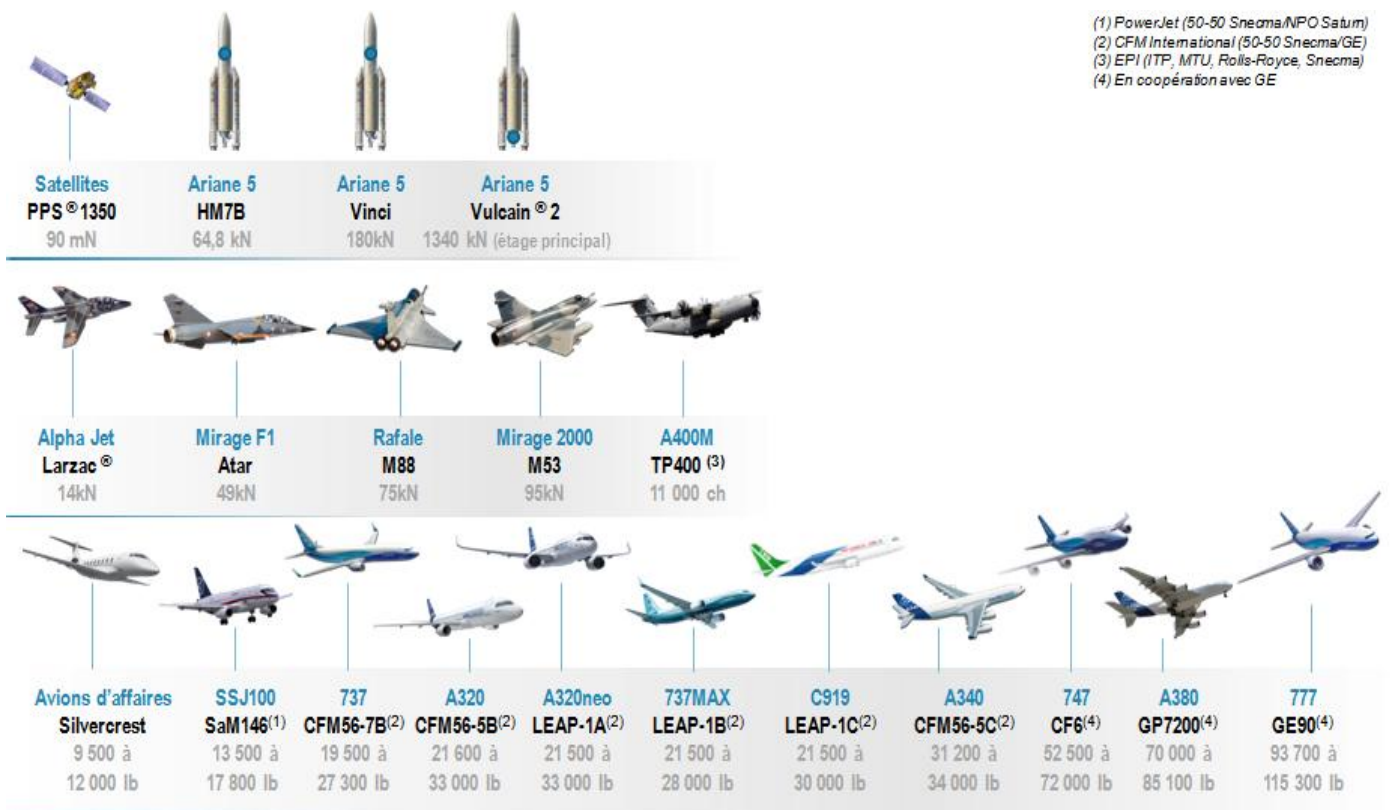 (1) PowerJet (50-50 Snecma/NPO Saturn)
(2) CFM International (50-50 Snecma/GE)
(3) EPI (ITP, MTU, Rolls-Royce, Snecma)
(4) En coopération avec GE
Satellites
PPS ® 1350
90 mN
Ariane 5
HM7B
64,8 kN
Ariane 5
Vinci
180kN
Ariane 5
Vulcain ® 2
1340 kN (étage principal)
Alpha Jet
Larzac ®
14kN
Mirage F1
Atar
49kN
Rafale
M88
75kN
Mirage 2000
M53
95kN
A400M
TP400 (3)
11 000 ch
Avions d'affaires
Silvercrest
9 500 à
12 000 lb
SSJ100
SaM146(1)
13 500 à
17 800 lb
737
CFM56-7B(2)
19 500 à
27 300 lb
A320
CFM56-5B(2)
21 600 à
33 000 lb
A320neo
LEAP-1A(2)
21 500 à
33 000 lb
737MAX
LEAP-1B(2)
21 500 à
28 000 lb
C919
LEAP-1C(2)
21 500 à
30 000 lb
A340
CFM56-5C(2)
31 200 à
34 000 lb
747
CF6(4)
52 500 à
72 000 lb
A380
GP7200(4)
70 000 à
85 100 lb
777
GE90(4)
93 700 à
115 300 lb